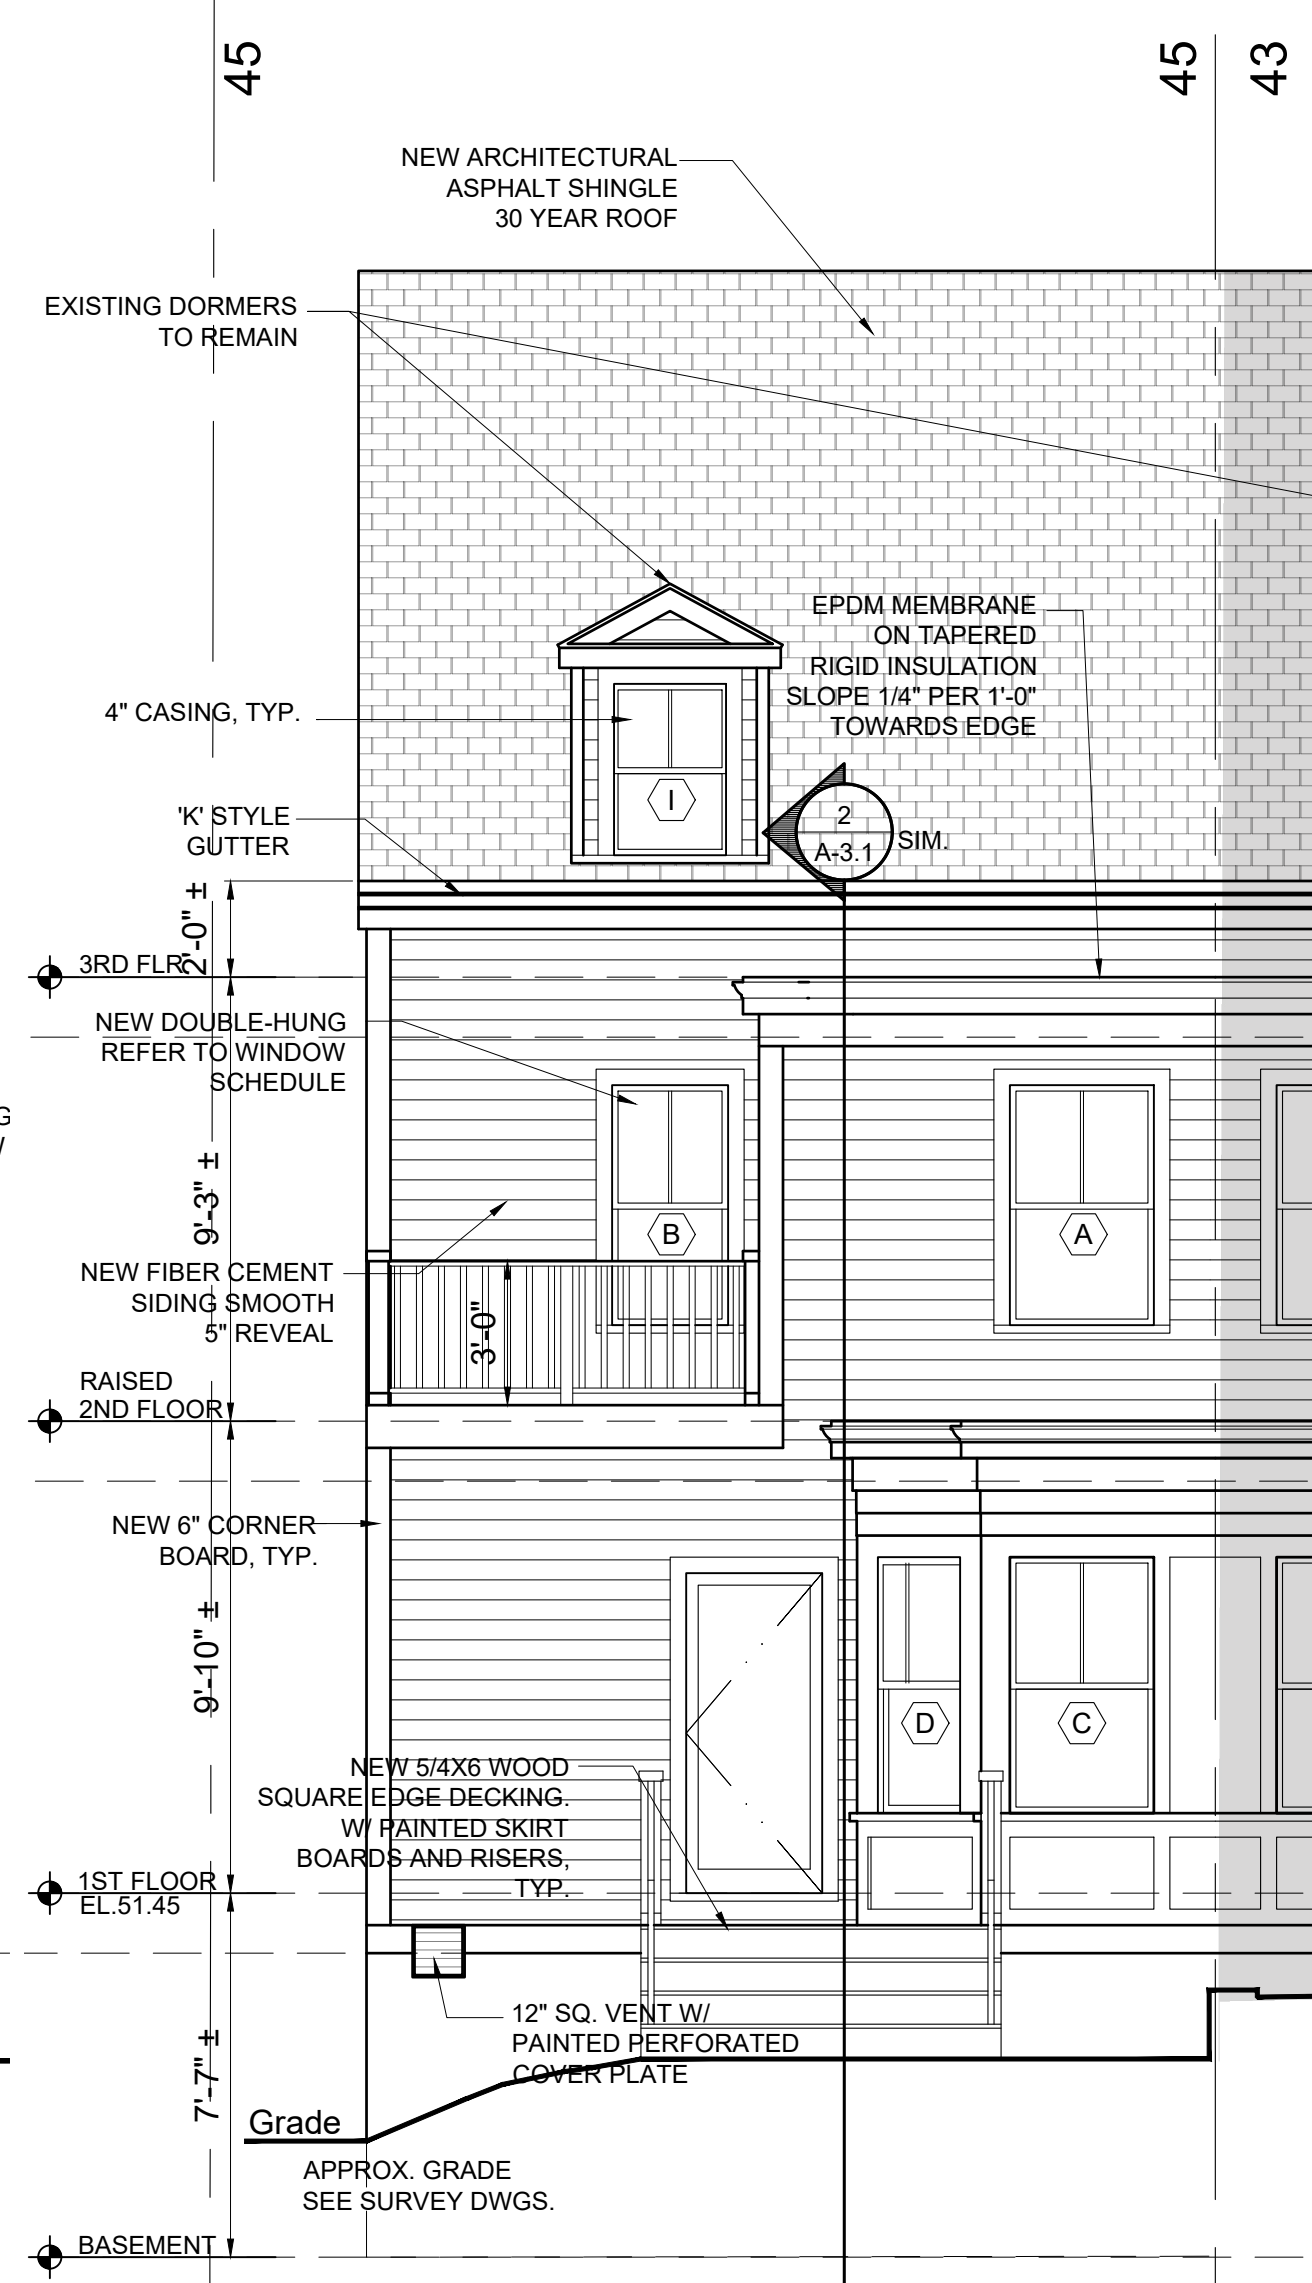 45
45
43
NEW ARCHITECTURAL
ASPHALT SHINGLE
30 YEAR ROOF
EXISTING DORMERS
TO REMAIN
EPDM MEMBRANE
ON TAPERED
RIGID INSULATION
SLOPE 1/4" PER 1'-0"
TOWARDS EDGE
4" CASING, TYP.
I
'K' STYLE
GUTTER
2
A-3.1
SIM.
2'-0" ±
3RD FLR
NEW DOUBLE-HUNG
REFER TO WINDOW
SCHEDULE
G
9'-3" ±
B
A
NEW FIBER CEMENT
SIDING SMOOTH
5" REVEAL
3'-0"
RAISED
2ND FLOOR
NEW 6" CORNER
BOARD, TYP.
9'-10" ±
D
C
NEW 5/4X6 WOOD
SQUARE EDGE DECKING.
W/ PAINTED SKIRT
BOARDS AND RISERS,
TYP.
1ST FLOOR
EL.51.45
12" SQ. VENT W/
PAINTED PERFORATED
COVER PLATE
7'-7" ±
Grade
APPROX. GRADE
SEE SURVEY DWGS.
BASEMENT